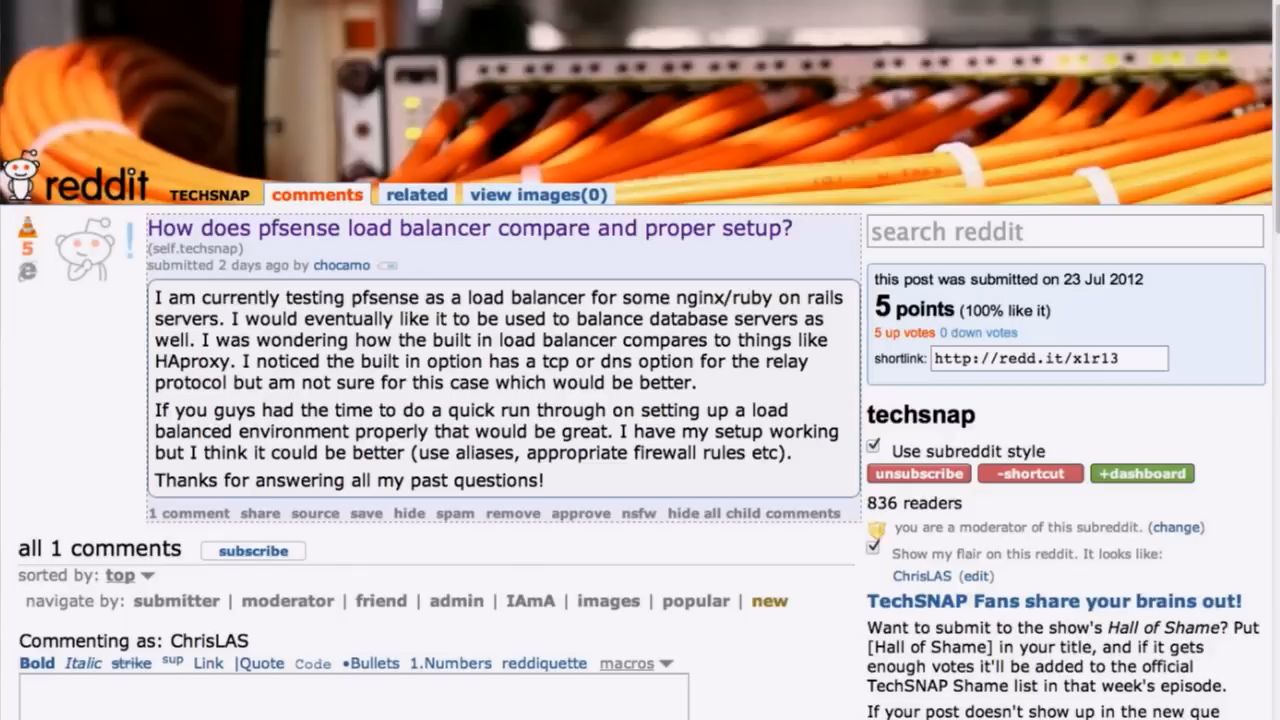 reddit TECHSNAP comments related view images(0)
5
How does pfsense load balancer compare and proper setup?
(self.techsnap)
submitted 2 days ago by chocamo
I am currently testing pfsense as a load balancer for some nginx/ruby on rails
servers. I would eventually like it to be used to balance database servers as
well. I was wondering how the built in load balancer compares to things like
HAproxy. I noticed the built in option has a tcp or dns option for the relay
protocol but am not sure for this case which would be better.
If you guys had the time to do a quick run through on setting up a load
balanced environment properly that would be great. I have my setup working
but I think it could be better (use aliases, appropriate firewall rules etc).
Thanks for answering all my past questions!
1 comment share source save hide spam remove approve nsfw hide all child comments
all 1 comments subscribe
sorted by: top
navigate by: submitter | moderator | friend | admin | IAmA | images | popular | new
Commenting as: ChrisLAS
Bold Italic strike sup Link |Quote Code •Bullets 1.Numbers reddiquette macros
search reddit
this post was submitted on 23 Jul 2012
5 points (100% like it)
5 up votes 0 down votes
shortlink: http://redd.it/x1r13
techsnap
Use subreddit style
unsubscribe -shortcut +dashboard
836 readers
you are a moderator of this subreddit. (change)
Show my flair on this reddit. It looks like:
ChrisLAS (edit)
TechSNAP Fans share your brains out!
Want to submit to the show's Hall of Shame? Put
[Hall of Shame] in your title, and if it gets
enough votes it'll be added to the official
TechSNAP Shame list in that week's episode.
If your post doesn't show up in the new que